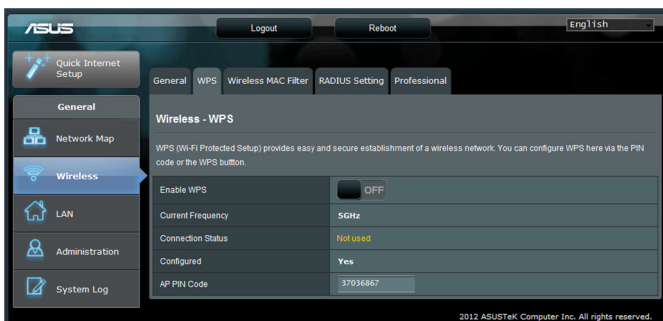 ASUS
Logout
Reboot
English
Quick Internet
Setup
General
Network Map
Wireless
LAN
Administration
System Log
General WPS Wireless MAC Filter RADIUS Setting Professional
Wireless - WPS
WPS (Wi-Fi Protected Setup) provides easy and secure establishment of a wireless network. You can configure WPS here via the PIN
code or the WPS buttton.
Enable WPS OFF
Current Frequency 5GHz
Connection Status Not used
Configured Yes
AP PIN Code 37036867
2012 ASUSTeK Computer Inc. All rights reserved.